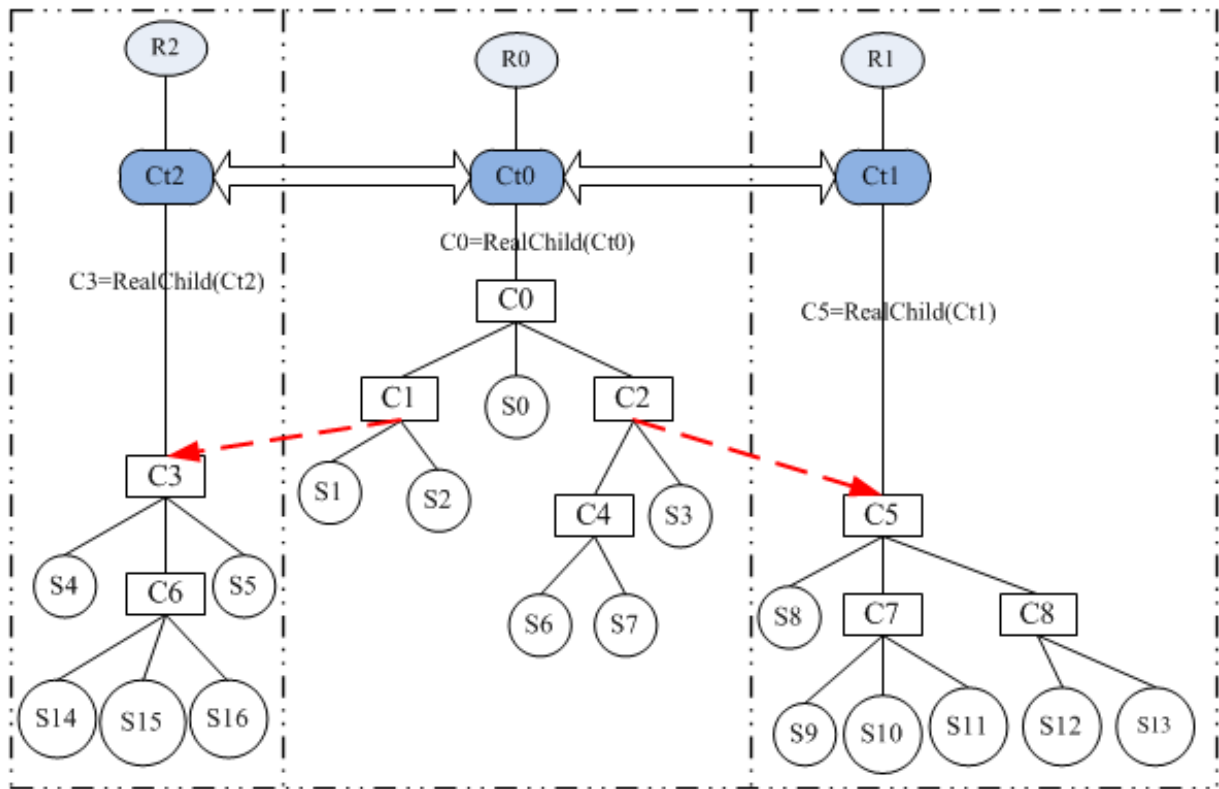 R2
R0
R1
Ct2
Ct0
Ct1
C0=RealChild(Ct0)
C3=RealChild(Ct2)
C5=RealChild(Ct1)
C0
C1
S0
C2
C3
S1
S2
C4
S3
C5
S4
C6
S5
S6
S7
S8
C7
C8
S14
S15
S16
S9
S10
S11
S12
S13